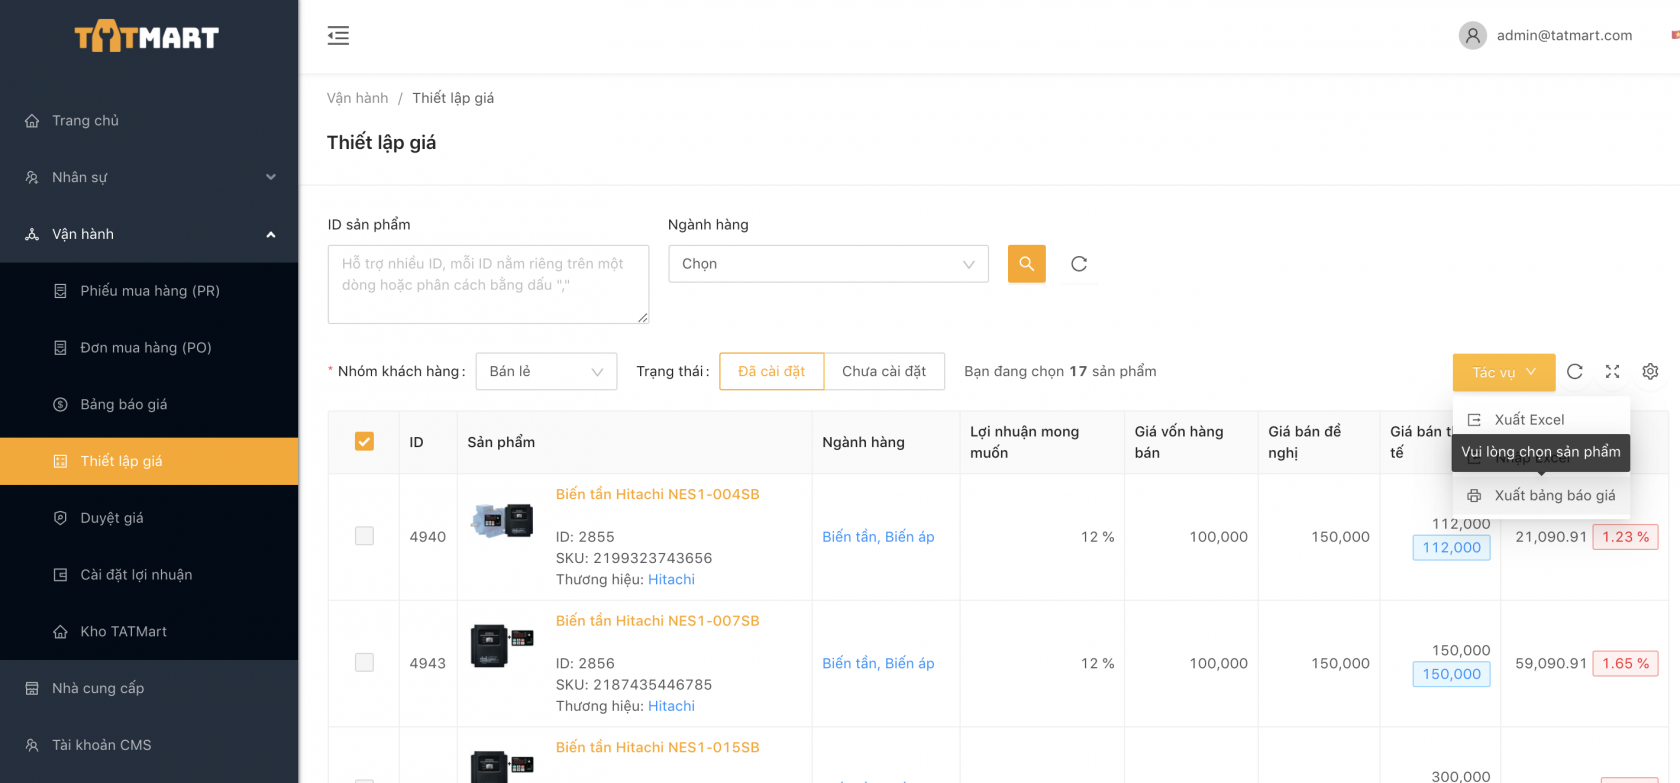 TATMART
admin@tatmart.com
Trang chủ
Nhân sự
Vận hành
Phiếu mua hàng (PR)
Đơn mua hàng (PO)
Bảng báo giá
Thiết lập giá
Duyệt giá
Cài đặt lợi nhuận
Kho TATMart
Nhà cung cấp
Tài khoản CMS
Vận hành / Thiết lập giá
Thiết lập giá
ID sản phẩm
Hỗ trợ nhiều ID, mỗi ID nằm riêng trên một
dòng hoặc phân cách bằng dấu ","
Ngành hàng
Chọn
* Nhóm khách hàng : Bán lẻ Trạng thái : Đã cài đặt Chưa cài đặt Bạn đang chọn 17 sản phẩm Tác vụ
Xuất Excel
Vui lòng chọn sản phẩm
Xuất bảng báo giá
ID Sản phẩm Ngành hàng
Lợi nhuận mong
muốn
Giá vốn hàng
bán
Giá bán đề
nghị
Giá bán
tế
Biến tần Hitachi NES1-004SB
4940
ID: 2855
SKU: 2199323743656
Thương hiệu: Hitachi
Biến tần, Biến áp 12 % 100,000 150,000
112,000
112,000
21,090.91 1.23 %
Biến tần Hitachi NES1-007SB
4943
ID: 2856
SKU: 2187435446785
Thương hiệu: Hitachi
Biến tần, Biến áp 12 % 100,000 150,000
150,000
150,000
59,090.91 1.65 %
Biến tần Hitachi NES1-015SB
300,000